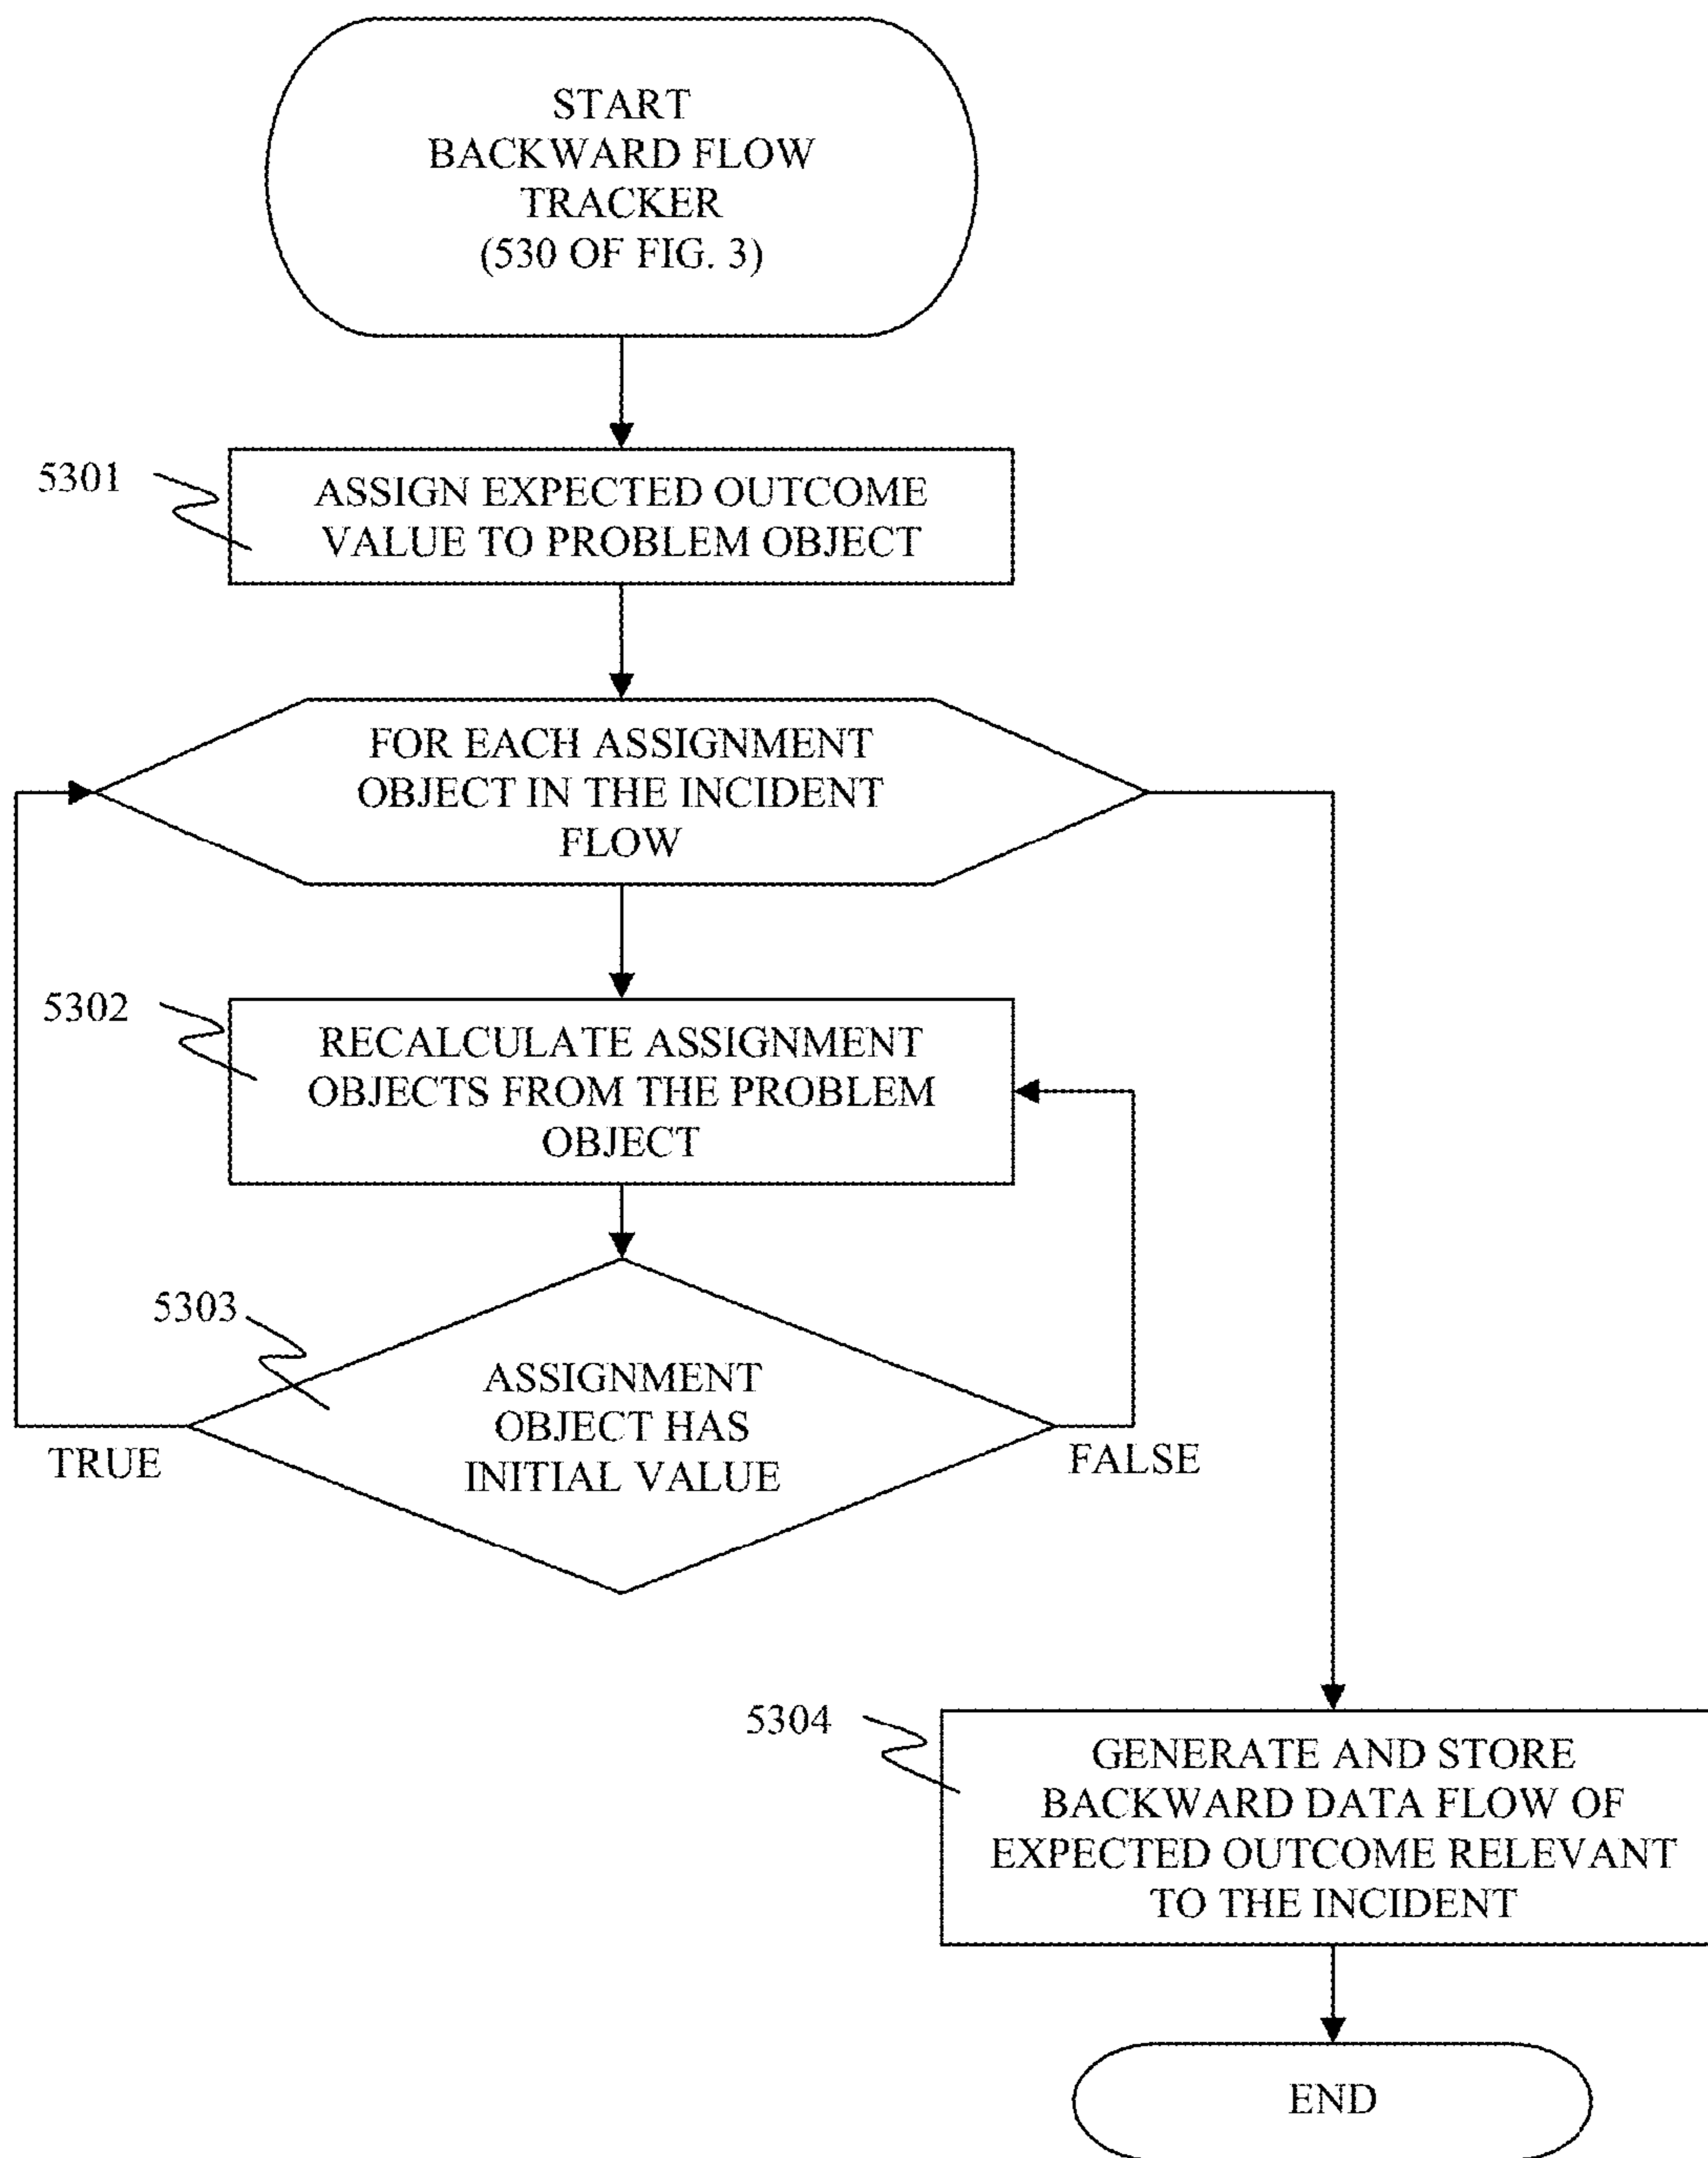 START
BACKWARD FLOW
TRACKER
(530 OF FIG. 3)
5301
ASSIGN EXPECTED OUTCOME
VALUE TO PROBLEM OBJECT
FOR EACH ASSIGNMENT
OBJECT IN THE INCIDENT
FLOW
5302
RECALCULATE ASSIGNMENT
OBJECTS FROM THE PROBLEM
OBJECT
5303
ASSIGNMENT
OBJECT HAS
INITIAL VALUE
TRUE
FALSE
5304
GENERATE AND STORE
BACKWARD DATA FLOW OF
EXPECTED OUTCOME RELEVANT
TO THE INCIDENT
END